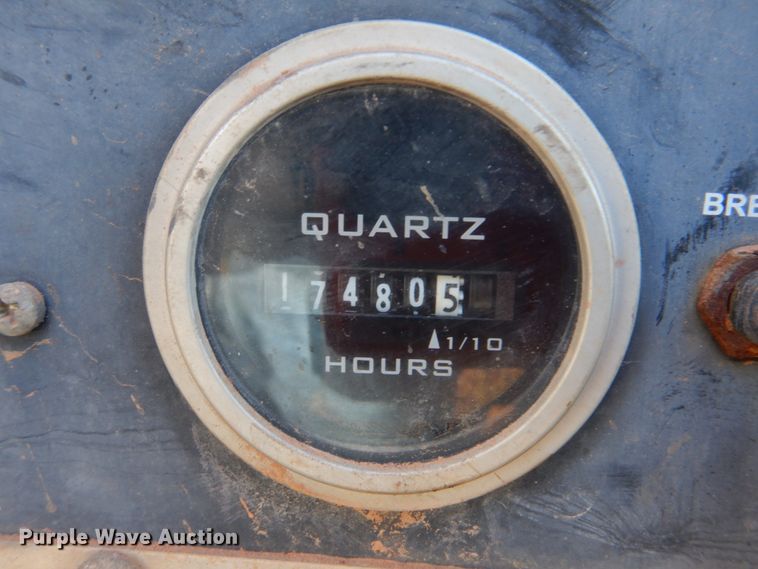 QUARTZ
BRE
174805
1/10
HOURS
Purple Wave Auction